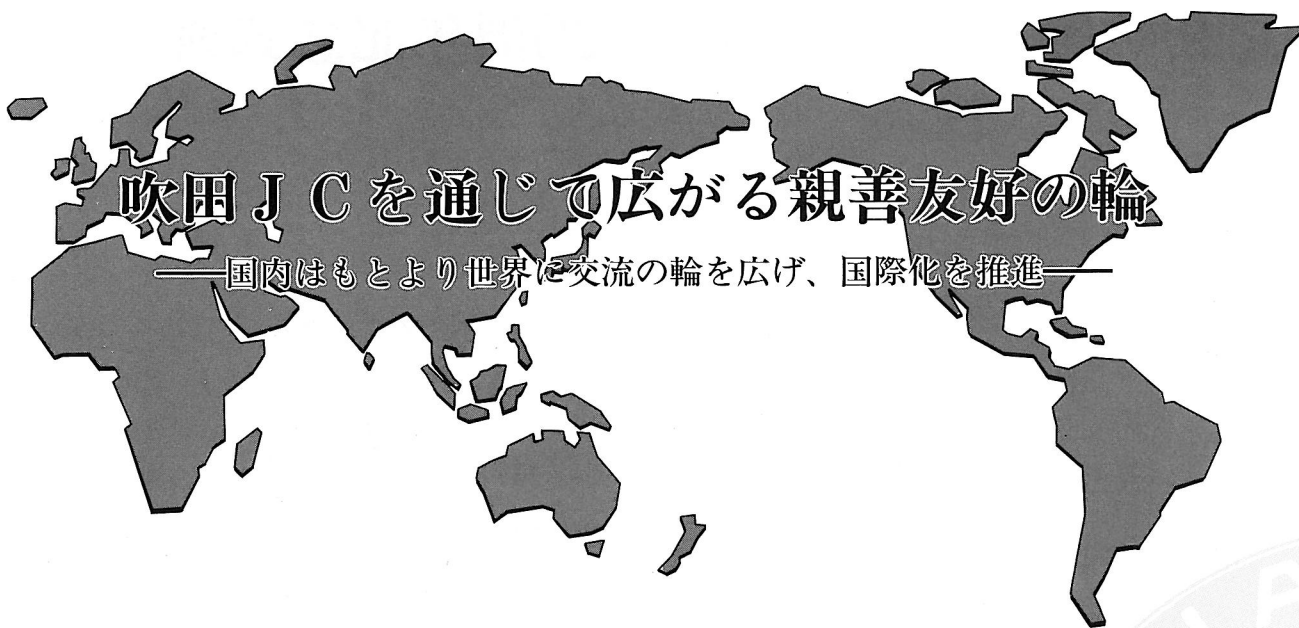 吹田JCを通じて広がる親善友好の輪
──国内はもとより世界に交流の輪を広げ、国際化を推進──